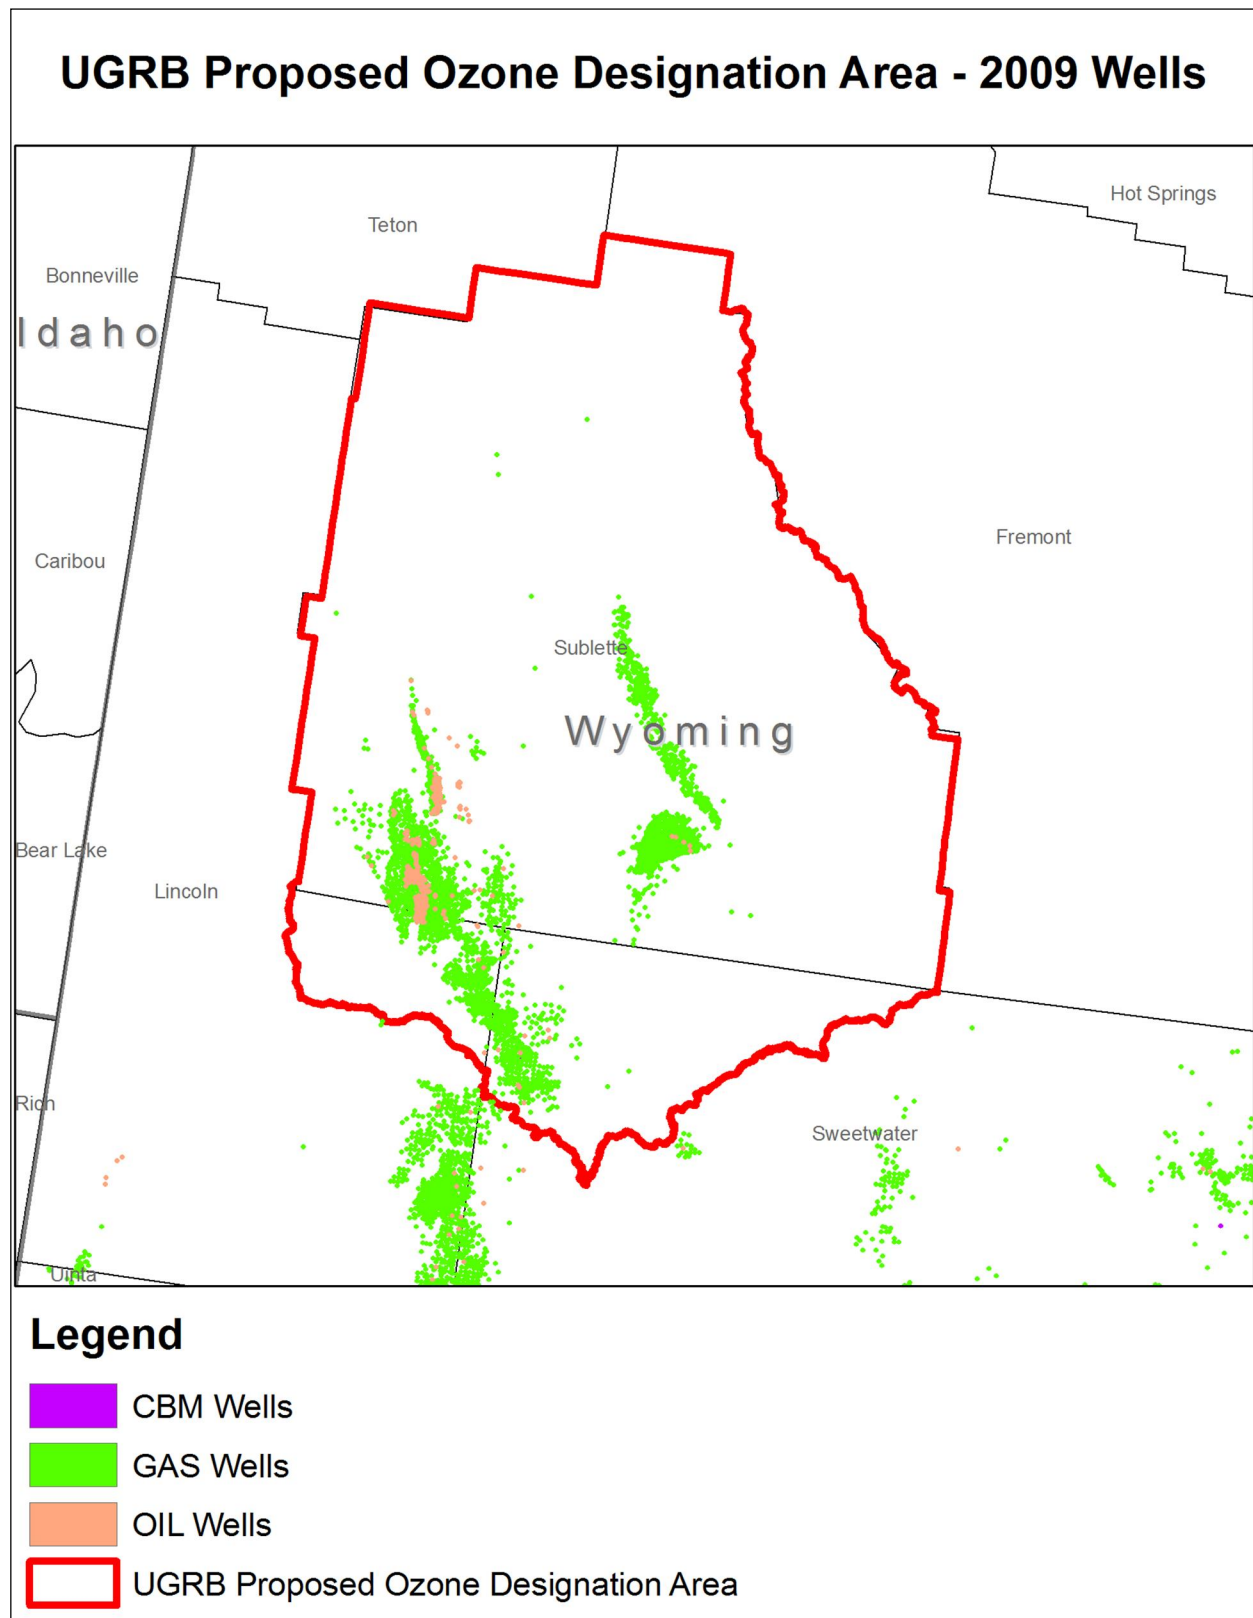 UGRB Proposed Ozone Designation Area - 2009 Wells
Hot Springs
Teton
Bonneville
Idaho
Fremont
Caribou
Sublette
Wyoming
Bear Lake
Lincoln
Rich
Sweetwater
Uinta
Legend
CBM Wells
GAS Wells
OIL Wells
UGRB Proposed Ozone Designation Area